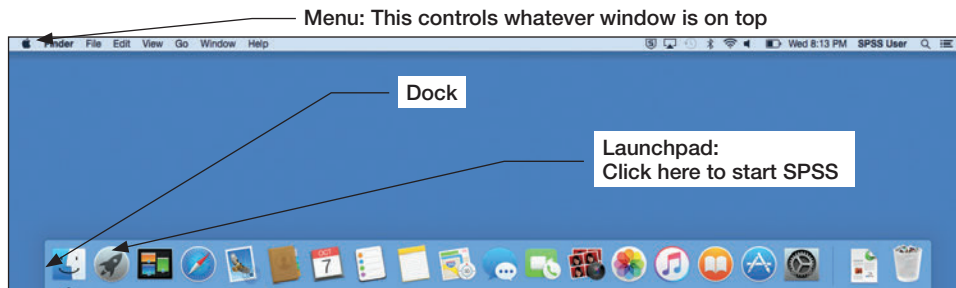 Menu: This controls whatever window is on top
Finder File Edit View Go Window Help
Wed 8:13 PM SPSS User
Dock
Launchpad:
Click here to start SPSS
OCT
7